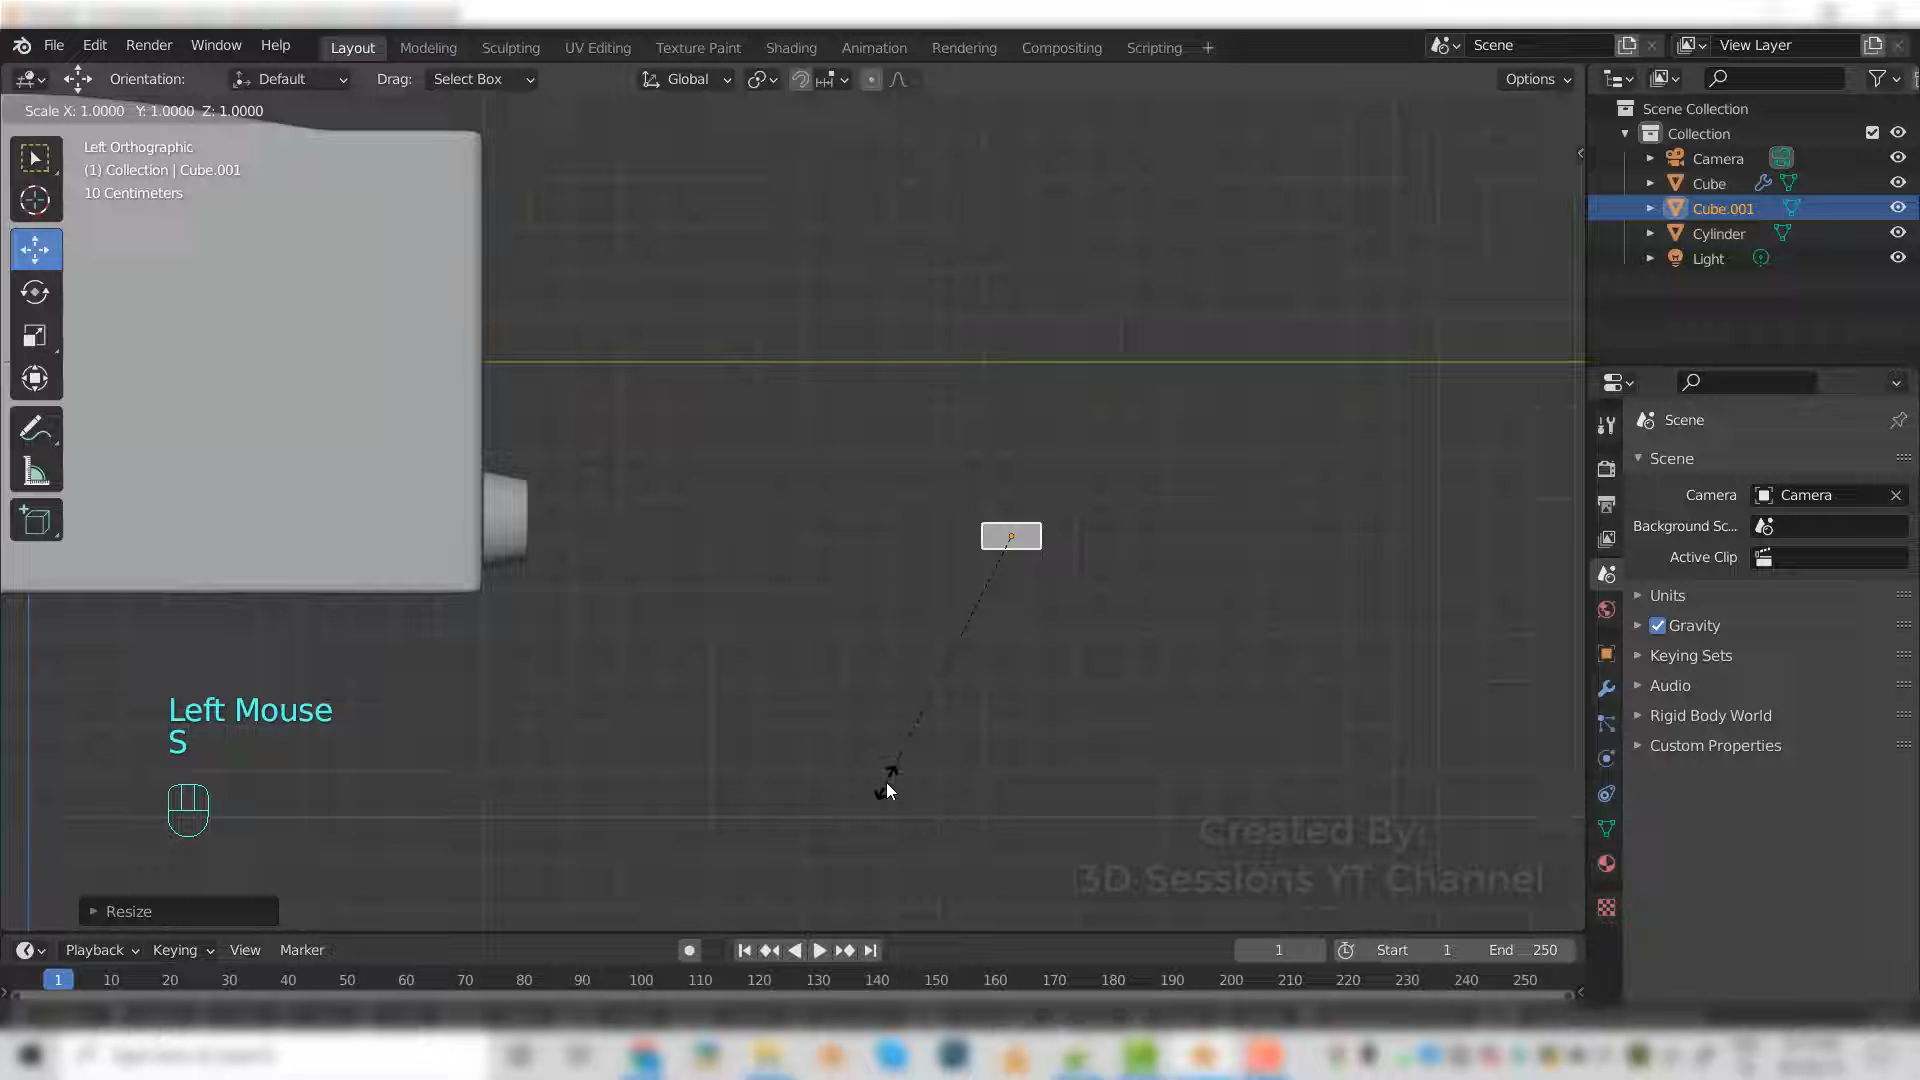 File Edit Render Window Help Layout Modeling Sculpting UV Editing Texture Paint Shading Animation Rendering Compositing Scripting + Scene View Layer
Orientation: Default Drag: Select Box Global Options
Scale X: 1.0000 Y: 1.0000 Z: 1.0000
Scene Collection
Collection
Left Orthographic
(1) Collection | Cube.001
10 Centimeters
Camera
Cube
Cube.001
Cylinder
Light
Scene
Scene
Camera Camera
Background Sc...
Active Clip
Units
Gravity
Keying Sets
Audio
Rigid Body World
Custom Properties
Left Mouse
S
Created By:
3D Sessions YT Channel
Resize
Playback Keying View Marker 1 Start 1 End 250
1 10 20 30 40 50 60 70 80 90 100 110 120 130 140 150 160 170 180 190 200 210 220 230 240 250